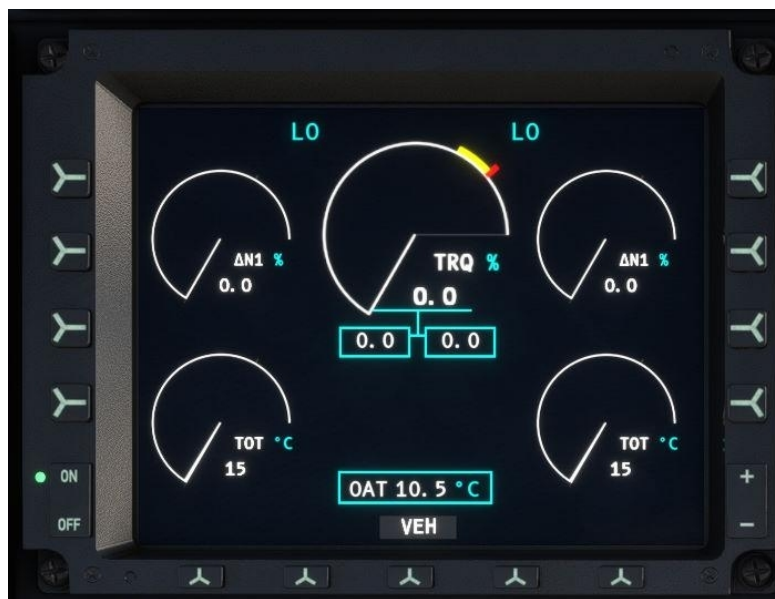 LO
LO
ΔN1 %
0.0
TRQ %
0.0
0.0
0.0
ΔN1 %
0.0
TOT °C
15
TOT °C
15
OAT 10.5 °C
VEH
ON
OFF
+
−